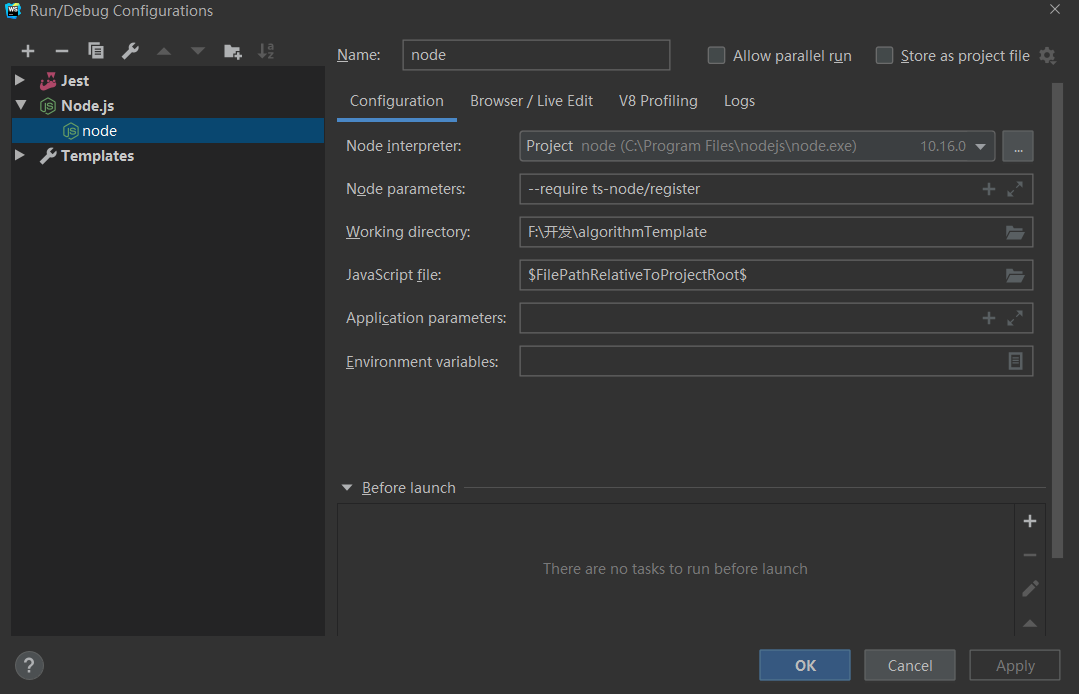 WS Run/Debug Configurations
Name: node Allow parallel run Store as project file
Jest
Node.js
node
Templates
Configuration Browser / Live Edit V8 Profiling Logs
Node interpreter: Project node (C:\Program Files\nodejs\node.exe) 10.16.0 ...
Node parameters: --require ts-node/register
Working directory: F:\开发\algorithmTemplate
JavaScript file: $FilePathRelativeToProjectRoot$
Application parameters:
Environment variables:
Before launch
There are no tasks to run before launch
? OK Cancel Apply